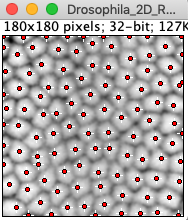 Drosophila_2D_R...
180x180 pixels; 32-bit; 127K